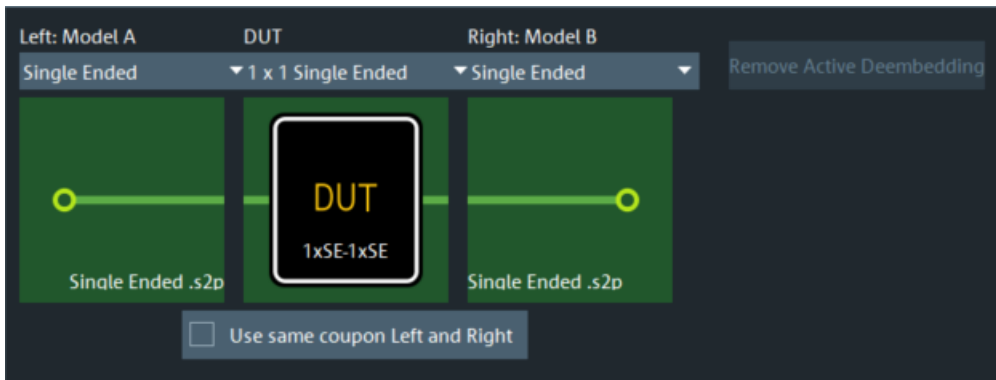 Left: Model A DUT Right: Model B
Single Ended 1 x 1 Single Ended Single Ended Remove Active Deembedding
DUT
1xSE-1xSE
Single Ended .s2p Single Ended .s2p
Use same coupon Left and Right